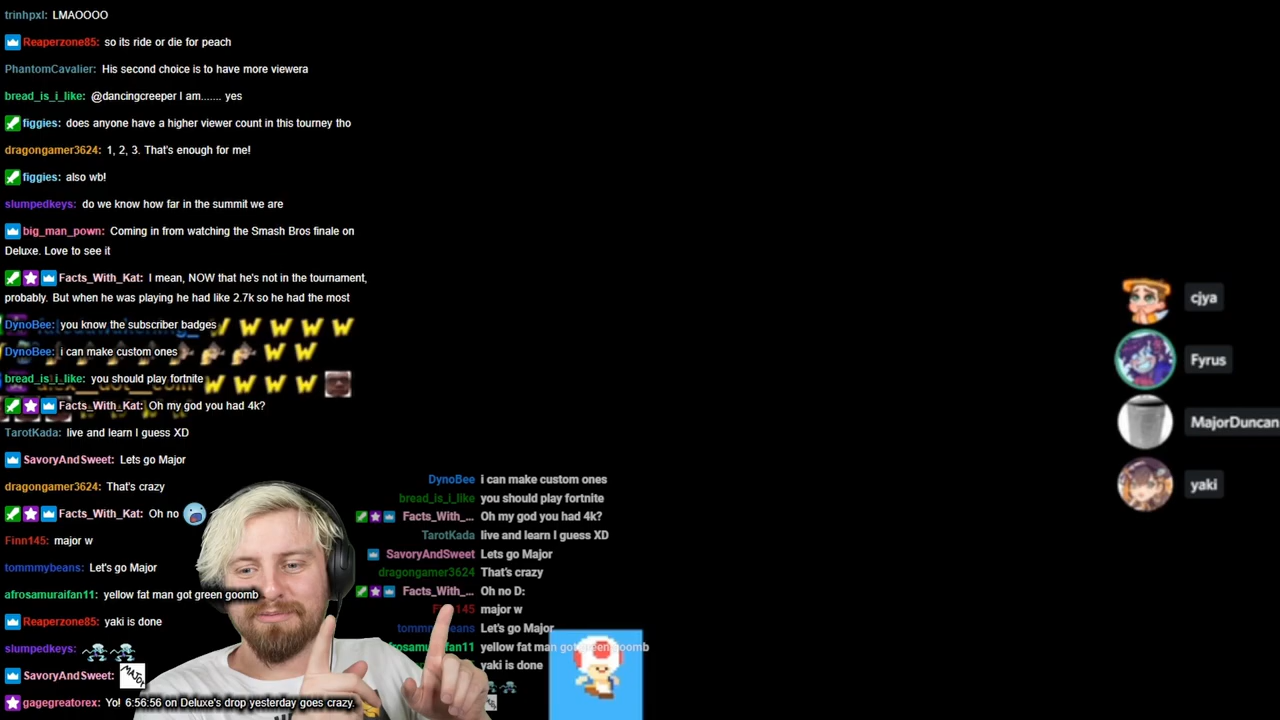 trinhpxl: LMAOOOO
Reaperzone85: so its ride or die for peach
PhantomCavalier: His second choice is to have more viewera
bread_is_i_like: @dancingcreeper I am....... yes
figgies: does anyone have a higher viewer count in this tourney tho
dragongamer3624: 1, 2, 3. That's enough for me!
figgies: also wb!
slumpedkeys: do we know how far in the summit we are
big_man_pown: Coming in from watching the Smash Bros finale on
Deluxe. Love to see it
Facts_With_Kat: I mean, NOW that he's not in the tournament,
probably. But when he was playing he had like 2.7k so he had the most
DynoBee: you know the subscriber badges
W W W W W
DynoBee: i can make custom ones
W W
bread_is_i_like: you should play fortnite
W W W W
Facts_With_Kat: Oh my god you had 4k?
TarotKada: live and learn I guess XD
SavoryAndSweet: Lets go Major
dragongamer3624: That's crazy
Facts_With_Kat: Oh no
Finn145: major w
tommmybeans: Let's go Major
afrosamuraifan11: yellow fat man got green goomb
Reaperzone85: yaki is done
slumpedkeys:
SavoryAndSweet: MAJOR
gagegreatorex: Yo! 6:56:56 on Deluxe's drop yesterday goes crazy.
DynoBee i can make custom ones
bread_is_i_like you should play fortnite
Facts_With_... Oh my god you had 4k?
TarotKada live and learn I guess XD
SavoryAndSweet Lets go Major
dragongamer3624 That's crazy
Facts_With_... Oh no D:
major w
Let's go Major
yellow fat man got green goomb
yaki is done
cjya
Fyrus
MajorDuncan
yaki